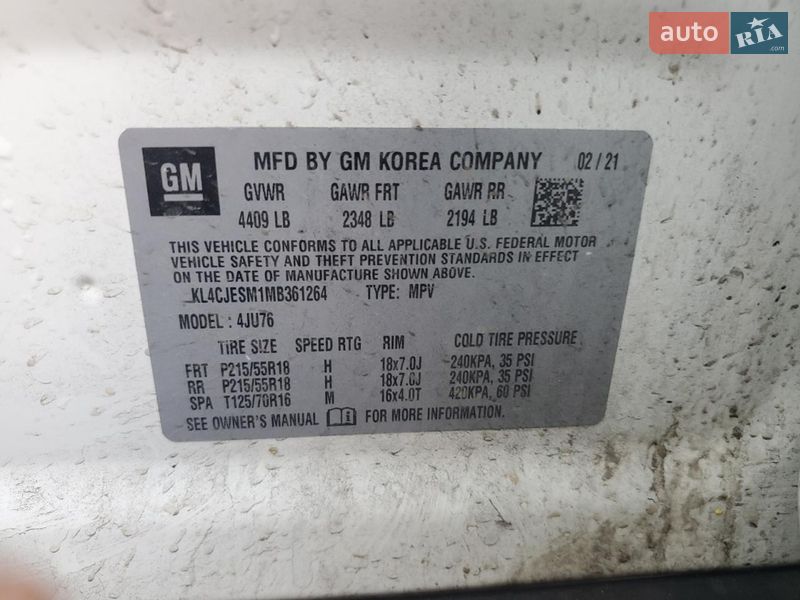 auto RIA .com
GM MFD BY GM KOREA COMPANY 02 / 21
GVWR GAWR FRT GAWR RR
4409 LB 2348 LB 2194 LB
THIS VEHICLE CONFORMS TO ALL APPLICABLE U.S. FEDERAL MOTOR
VEHICLE SAFETY AND THEFT PREVENTION STANDARDS IN EFFECT
ON THE DATE OF MANUFACTURE SHOWN ABOVE.
KL4CJESM1MB361264 TYPE: MPV
MODEL : 4JU76
TIRE SIZE SPEED RTG RIM COLD TIRE PRESSURE
FRT P215/55R18 H 18x7.0J 240KPA, 35 PSI
RR P215/55R18 H 18x7.0J 240KPA, 35 PSI
SPA T125/70R16 M 16x4.0T 420KPA, 60 PSI
SEE OWNER'S MANUAL FOR MORE INFORMATION.